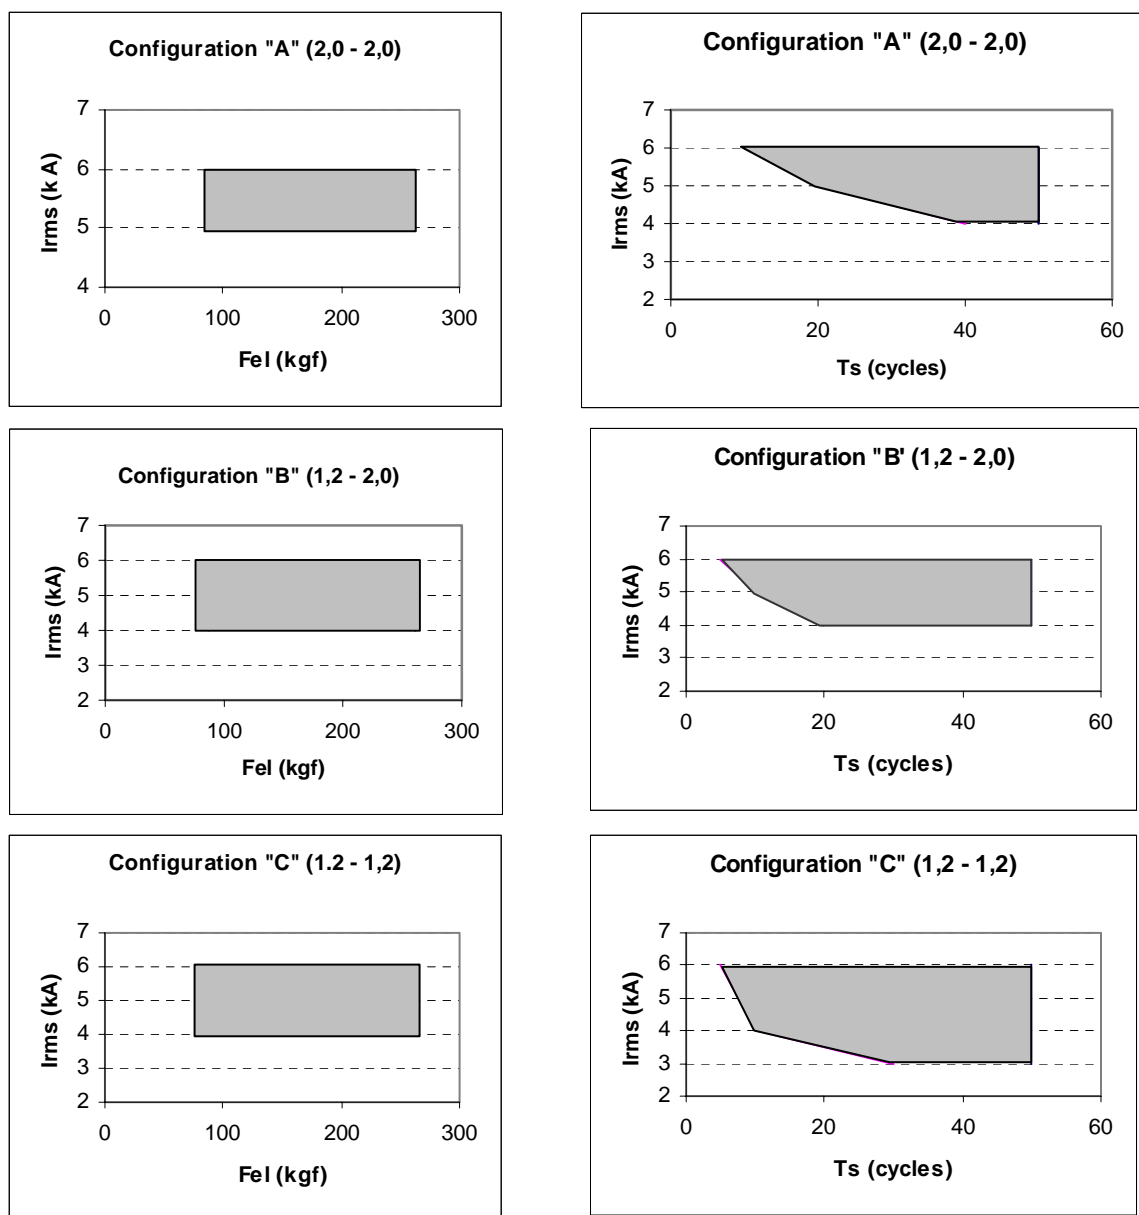 Configuration "A" (2,0 - 2,0)
7
6
5
4
Irms (k A)
0 100 200 300
Fel (kgf)
Configuration "A" (2,0 - 2,0)
7
6
5
4
3
2
Irms (kA)
0 20 40 60
Ts (cycles)
Configuration "B" (1,2 - 2,0)
7
6
5
4
3
2
Irms (kA)
0 100 200 300
Fel (kgf)
Configuration "B' (1,2 - 2,0)
7
6
5
4
3
2
Irms (kA)
0 20 40 60
Ts (cycles)
Configuration "C" (1.2 - 1,2)
7
6
5
4
3
2
Irms (kA)
0 100 200 300
Fel (kgf)
Configuration "C" (1,2 - 1,2)
7
6
5
4
3
2
Irms (kA)
0 20 40 60
Ts (cycles)